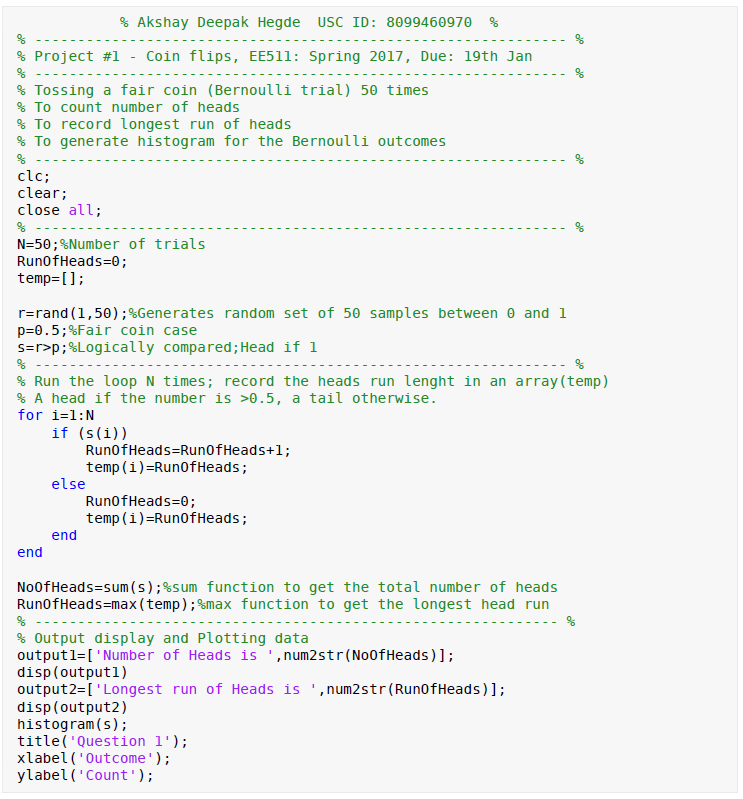 % Akshay Deepak Hegde  USC ID: 8099460970  %
% -------------------------------------------------------------- %
% Project #1 - Coin flips, EE511: Spring 2017, Due: 19th Jan
% -------------------------------------------------------------- %
% Tossing a fair coin (Bernoulli trial) 50 times
% To count number of heads
% To record longest run of heads
% To generate histogram for the Bernoulli outcomes
% -------------------------------------------------------------- %
clc;
clear;
close all;
% -------------------------------------------------------------- %
N=50;%Number of trials
RunOfHeads=0;
temp=[];

r=rand(1,50);%Generates random set of 50 samples between 0 and 1
p=0.5;%Fair coin case
s=r>p;%Logically compared;Head if 1
% -------------------------------------------------------------- %
% Run the loop N times; record the heads run lenght in an array(temp)
% A head if the number is >0.5, a tail otherwise.
for i=1:N
    if (s(i))
        RunOfHeads=RunOfHeads+1;
        temp(i)=RunOfHeads;
    else
        RunOfHeads=0;
        temp(i)=RunOfHeads;
    end
end

NoOfHeads=sum(s);%sum function to get the total number of heads
RunOfHeads=max(temp);%max function to get the longest head run
% ------------------------------------------------------------- %
% Output display and Plotting data
output1=['Number of Heads is ',num2str(NoOfHeads)];
disp(output1)
output2=['Longest run of Heads is ',num2str(RunOfHeads)];
disp(output2)
histogram(s);
title('Question 1');
xlabel('Outcome');
ylabel('Count');